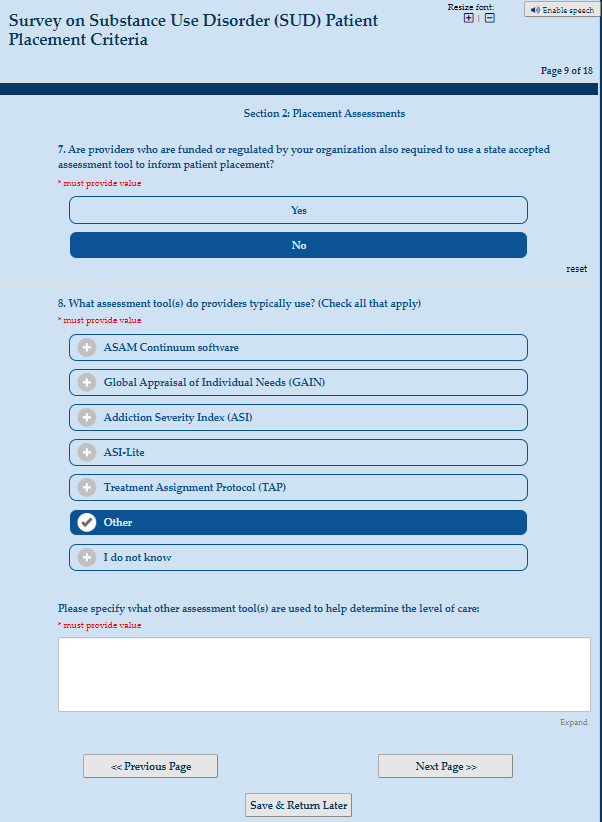 Resize font:
Survey on Substance Use Disorder (SUD) Patient
Placement Criteria
Enable speech
Page 9 of 18
Section 2: Placement Assessments
7. Are providers who are funded or regulated by your organization also required to use a state accepted
assessment tool to inform patient placement?
* must provide value
Yes
No
reset
8. What assessment tool(s) do providers typically use? (Check all that apply)
* must provide value
ASAM Continuum software
Global Appraisal of Individual Needs (GAIN)
Addiction Severity Index (ASI)
ASI-Lite
Treatment Assignment Protocol (TAP)
Other
I do not know
Please specify what other assessment tool(s) are used to help determine the level of care:
* must provide value
Expand
<< Previous Page
Next Page >>
Save & Return Later